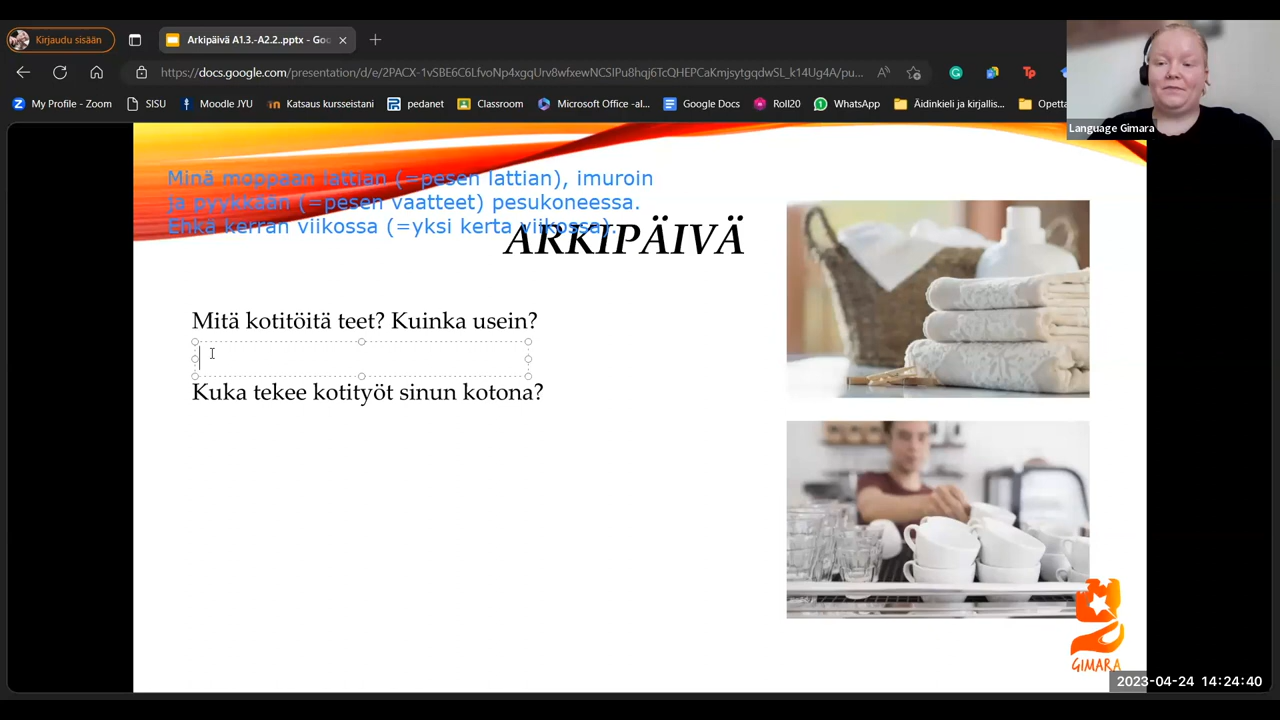 Kirjaudu sisään
Arkipäivä A1.3.-A2.2..pptx - Goo
https://docs.google.com/presentation/d/e/2PACX-1vSBE6C6LfvoNp4xgqUrv8wfxewNCSIPu8hqj6TcQHEPCaKmjsytgqdwSL_k14Ug4A/pu...
My Profile - Zoom
SISU
Moodle JYU
Katsaus kursseistani
pedanet
Classroom
Microsoft Office -al...
Google Docs
Roll20
WhatsApp
Äidinkieli ja kirjallis...
Opetta
Language Gimara
Minä moppaan lattian (=pesen lattian), imuroin
ja pyykkään (=pesen vaatteet) pesukoneessa.
Ehkä kerran viikossa (=yksi kerta viikossa).
ARKIPÄIVÄ
Mitä kotitöitä teet? Kuinka usein?
Kuka tekee kotityöt sinun kotona?
GIMARA
2023-04-24 14:24:40